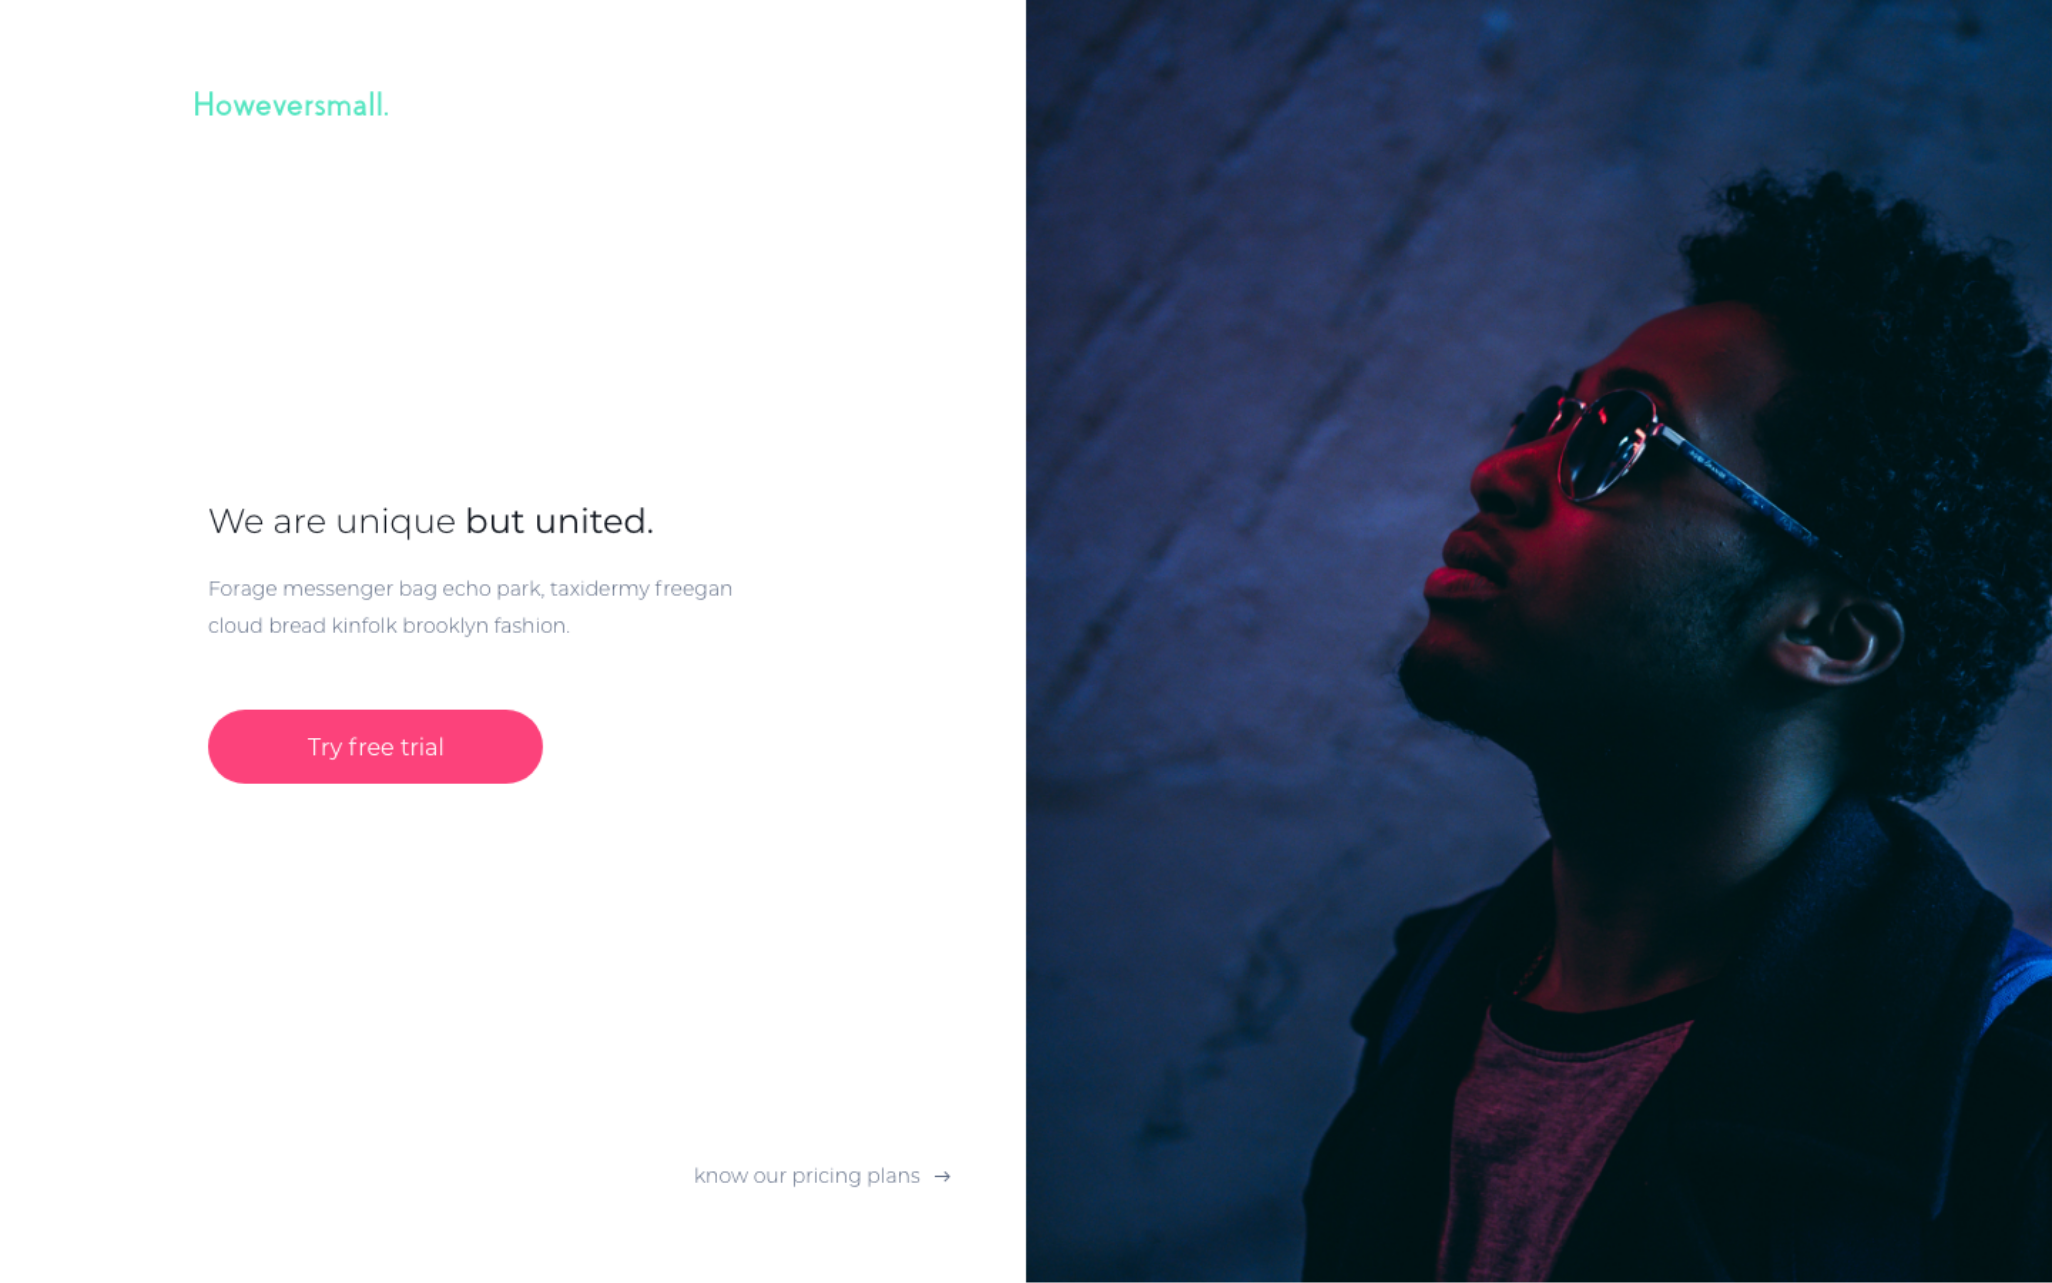 Howeversmall.
We are unique but united.
Forage messenger bag echo park, taxidermy freegan
cloud bread kinfolk brooklyn fashion.
Try free trial
know our pricing plans →